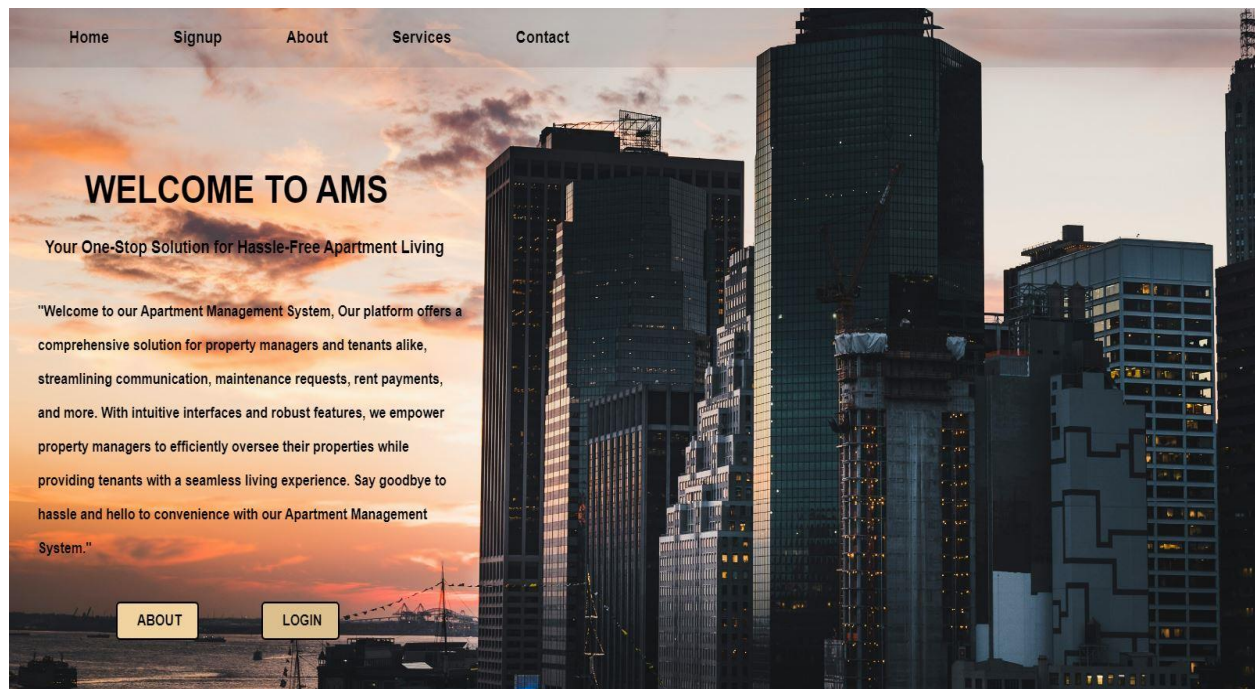 Home Signup About Services Contact
WELCOME TO AMS
Your One-Stop Solution for Hassle-Free Apartment Living
"Welcome to our Apartment Management System, Our platform offers a
comprehensive solution for property managers and tenants alike,
streamlining communication, maintenance requests, rent payments,
and more. With intuitive interfaces and robust features, we empower
property managers to efficiently oversee their properties while
providing tenants with a seamless living experience. Say goodbye to
hassle and hello to convenience with our Apartment Management
System."
ABOUT LOGIN